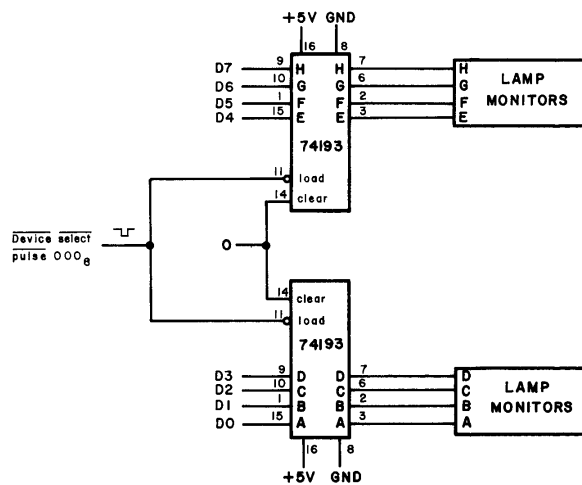 +5V GND
16 8
D7 9 H H 7 H
D6 10 G G 6 G
D5 1 F F 2 F
D4 15 E E 3 E
LAMP
MONITORS
74193
11 load
14 clear
Device select
pulse 000₈
0
14 clear
11 load
74193
D3 9 D D 7 D
D2 10 C C 6 C
D1 1 B B 2 B
D0 15 A A 3 A
LAMP
MONITORS
16 8
+5V GND